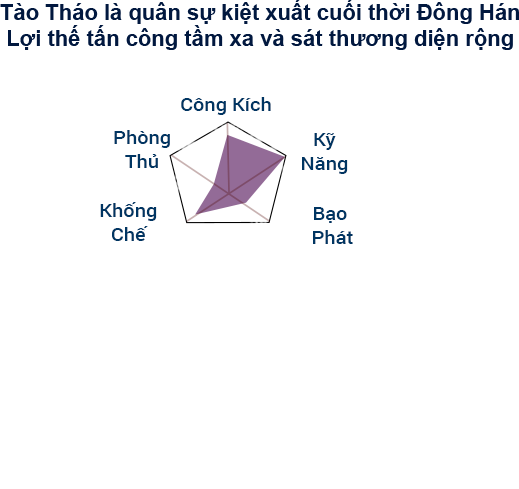 Tào Tháo là quân sự kiệt xuất cuối thời Đông Hán
Lợi thế tấn công tầm xa và sát thương diện rộng
Công Kích
Phòng
Thủ
Kỹ
Năng
Khống
Chế
Bạo
Phát